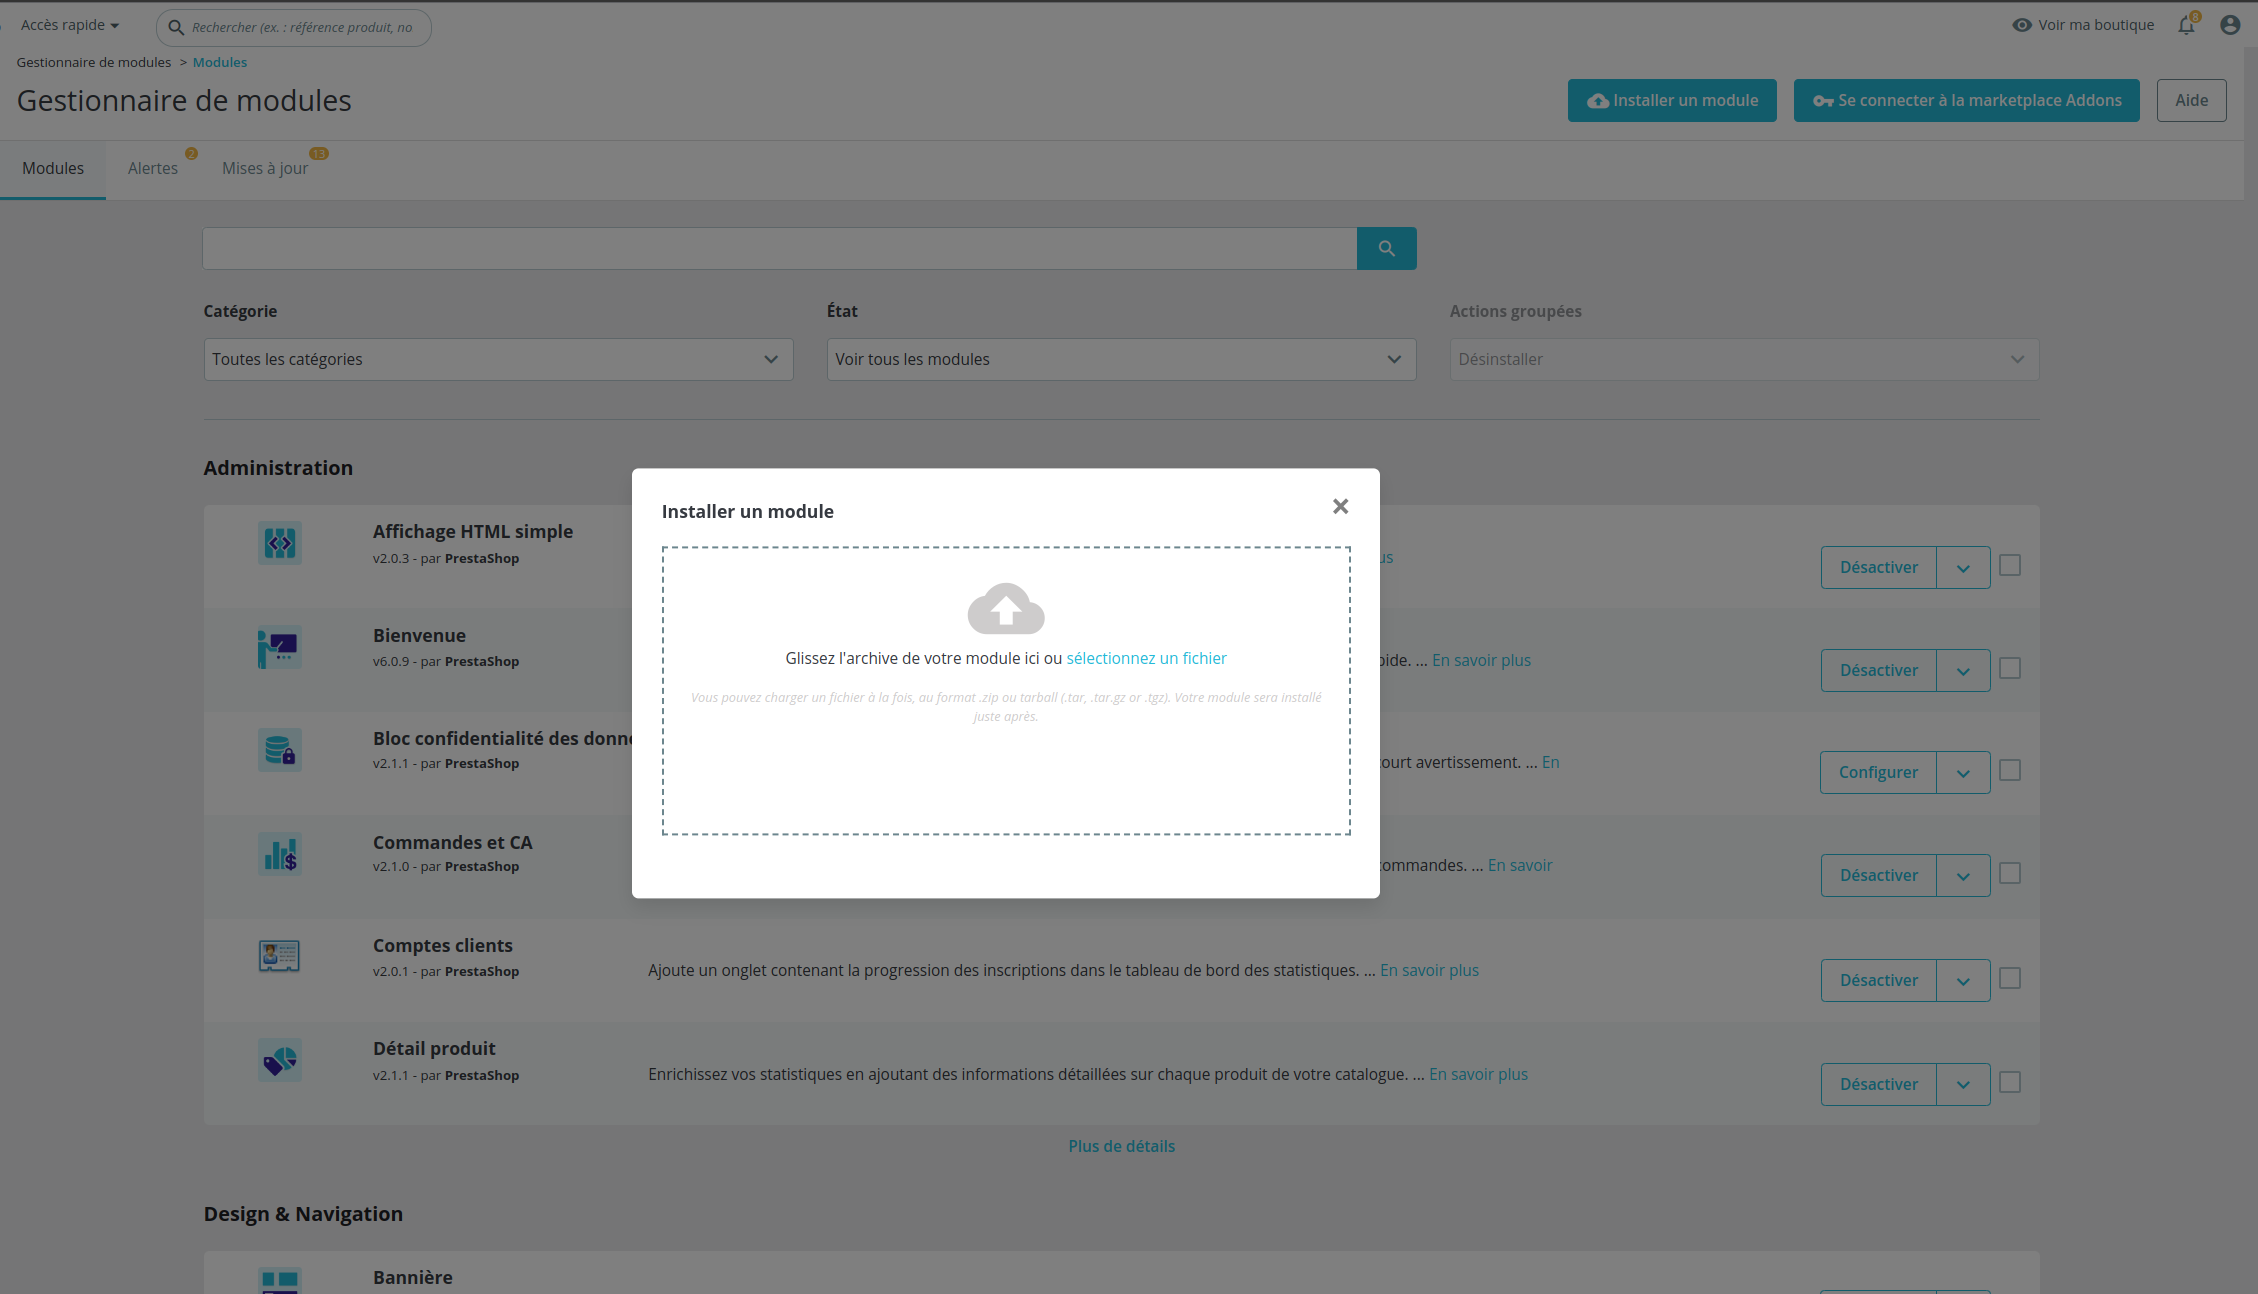 Accès rapide
Rechercher (ex. : référence produit, no
Voir ma boutique
8
Gestionnaire de modules > Modules
Gestionnaire de modules
Installer un module
Se connecter à la marketplace Addons
Aide
Modules
Alertes
2
Mises à jour
13
Catégorie
État
Actions groupées
Toutes les catégories
Voir tous les modules
Désinstaller
Administration
Installer un module
Glissez l'archive de votre module ici ou sélectionnez un fichier
Vous pouvez charger un fichier à la fois, au format .zip ou tarball (.tar, .tar.gz or .tgz). Votre module sera installé
juste après.
Affichage HTML simple
v2.0.3 - par PrestaShop
us
Désactiver
Bienvenue
v6.0.9 - par PrestaShop
pide. ... En savoir plus
Désactiver
Bloc confidentialité des donn
v2.1.1 - par PrestaShop
court avertissement. ... En
Configurer
Commandes et CA
v2.1.0 - par PrestaShop
commandes. ... En savoir
Désactiver
Comptes clients
v2.0.1 - par PrestaShop
Ajoute un onglet contenant la progression des inscriptions dans le tableau de bord des statistiques. ... En savoir plus
Désactiver
Détail produit
v2.1.1 - par PrestaShop
Enrichissez vos statistiques en ajoutant des informations détaillées sur chaque produit de votre catalogue. ... En savoir plus
Désactiver
Plus de détails
Design & Navigation
Bannière